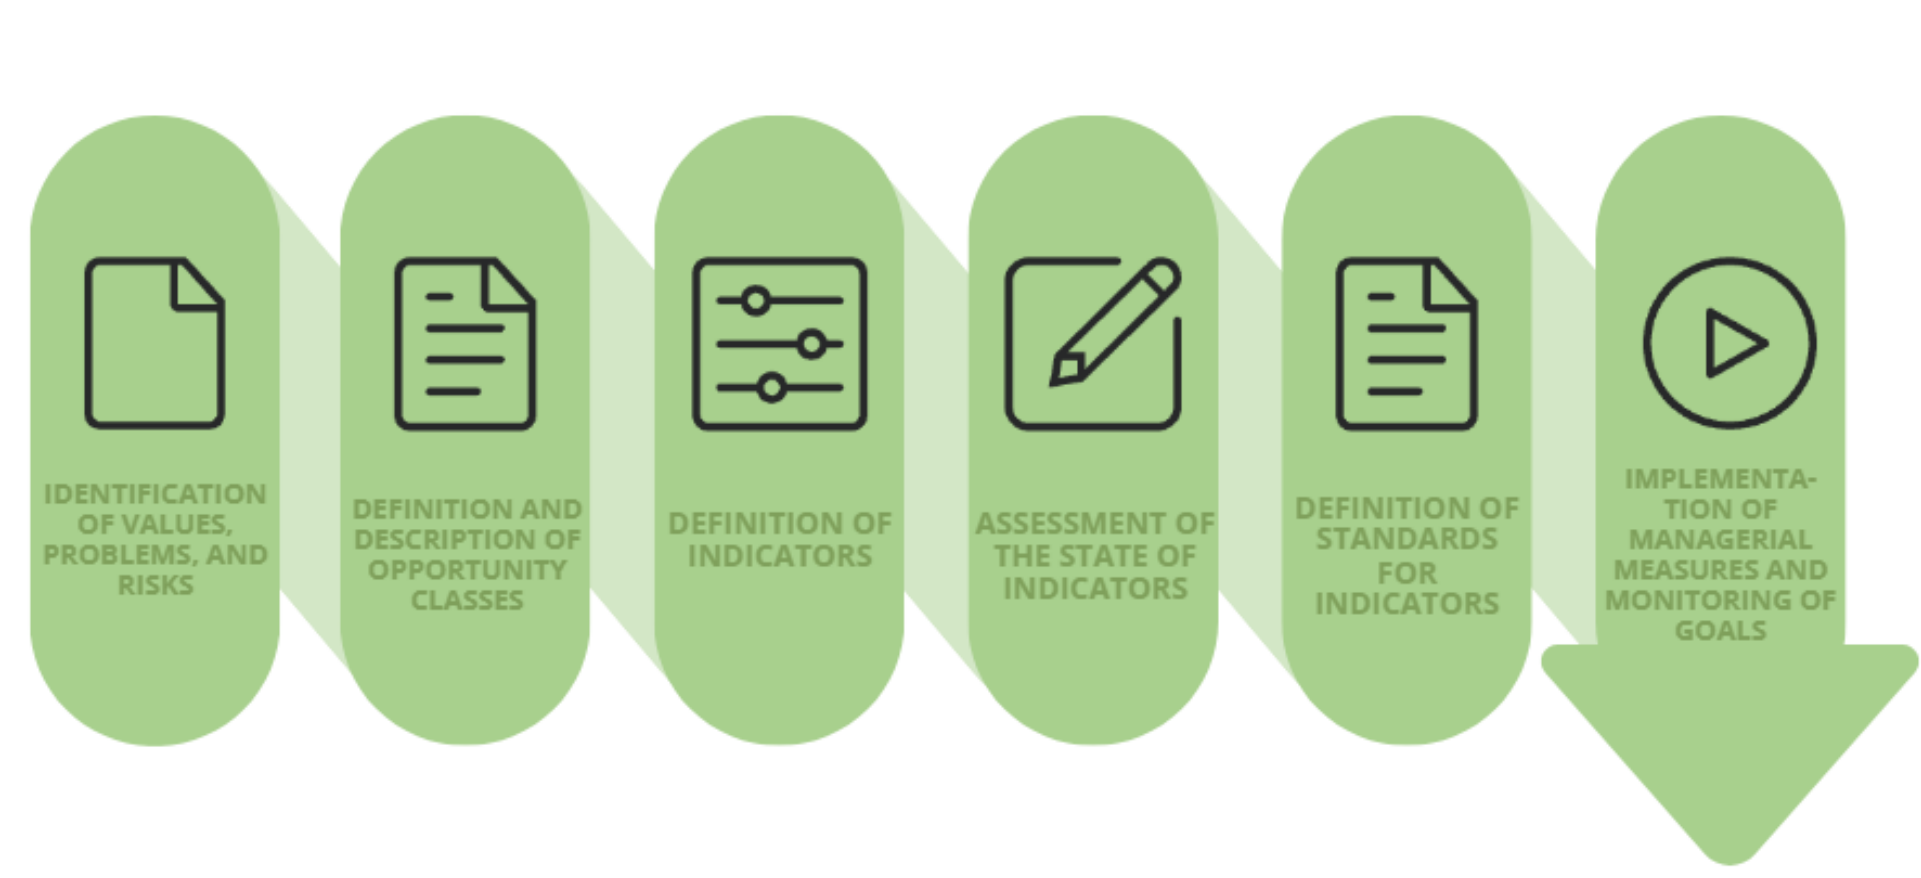 IDENTIFICATION
OF VALUES,
PROBLEMS, AND
RISKS
DEFINITION AND
DESCRIPTION OF
OPPORTUNITY
CLASSES
DEFINITION OF
INDICATORS
ASSESSMENT OF
THE STATE OF
INDICATORS
DEFINITION OF
STANDARDS
FOR
INDICATORS
IMPLEMENTA-
TION OF
MANAGERIAL
MEASURES AND
MONITORING OF
GOALS